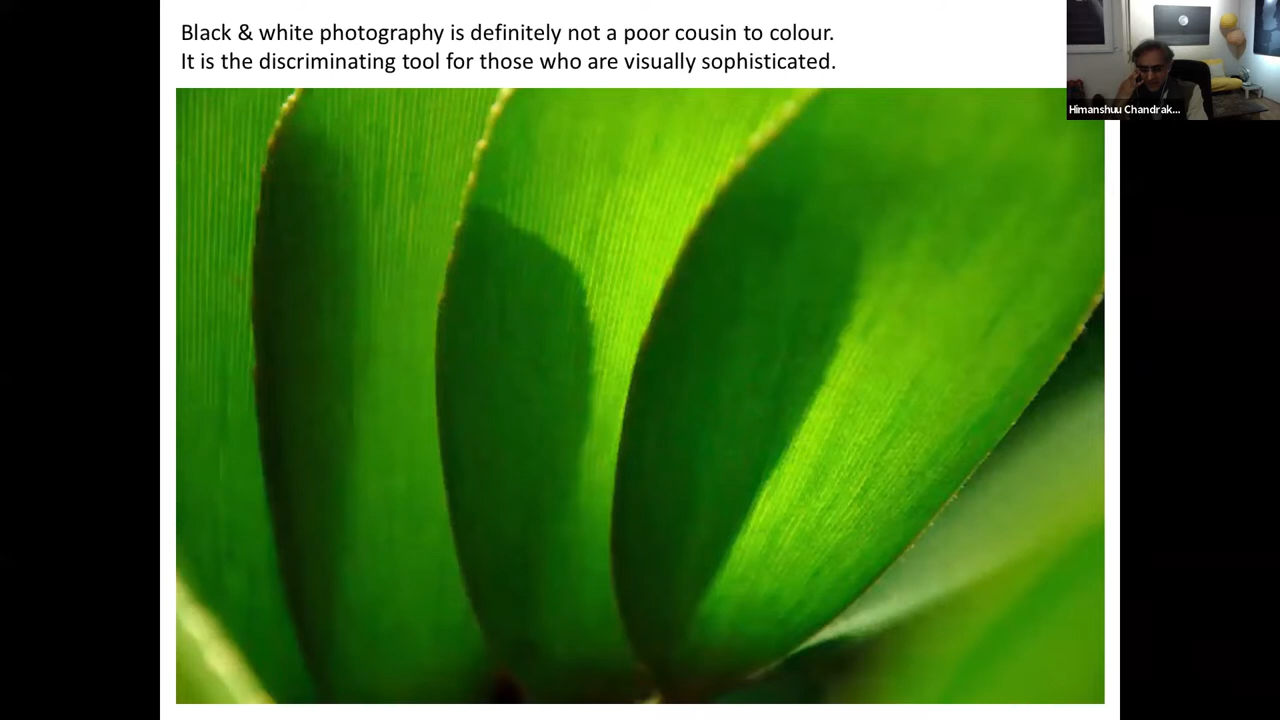 Black & white photography is definitely not a poor cousin to colour.
It is the discriminating tool for those who are visually sophisticated.
Himanshuu Chandrak...